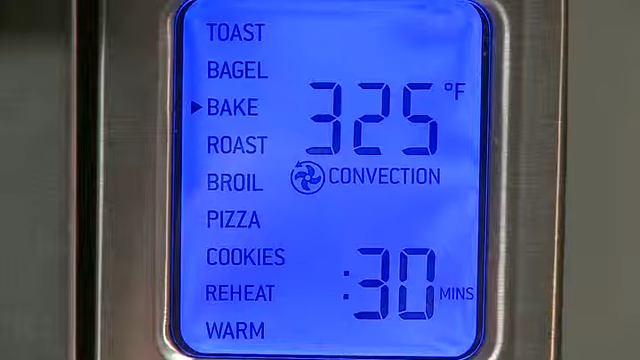 TOAST
BAGEL
BAKE
ROAST
BROIL
PIZZA
COOKIES
REHEAT
WARM
325 °F
CONVECTION
:30 MINS